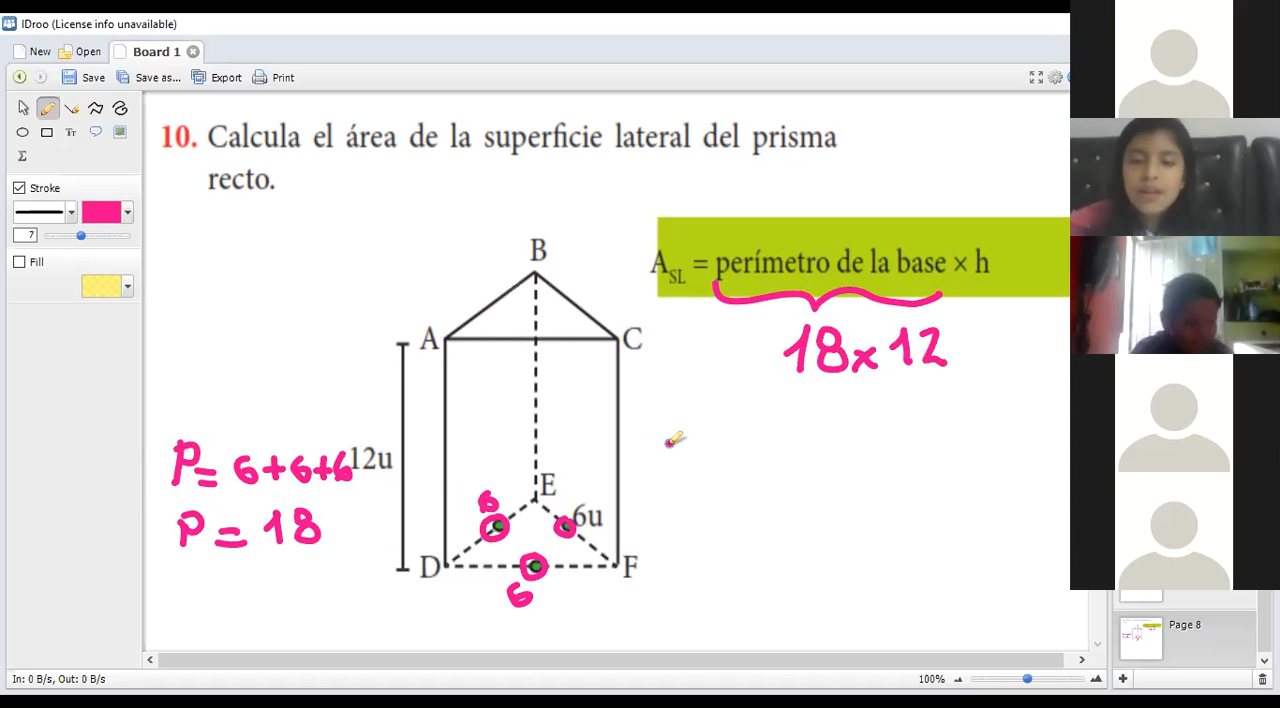 IDroo (License info unavailable)
New Open Board 1
Save Save as... Export Print
Stroke
7
Fill
10. Calcula el área de la superficie lateral del prisma
recto.
A_SL = perímetro de la base × h
18 x 12
B
A
C
12u
E
6
6u
D
F
6
P = 6+6+6
P = 18
Page 8
In: 0 B/s, Out: 0 B/s
100%